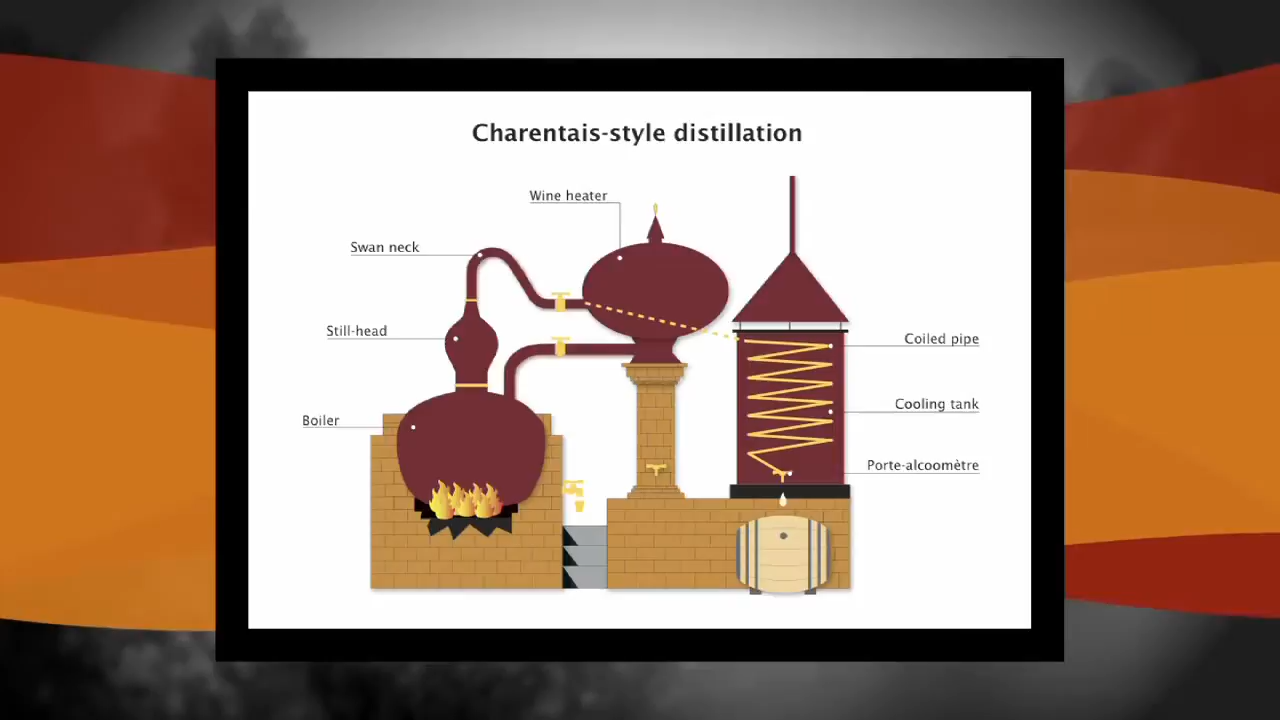 Charentais-style distillation
Wine heater
Swan neck
Still-head
Boiler
Coiled pipe
Cooling tank
Porte-alcoomètre